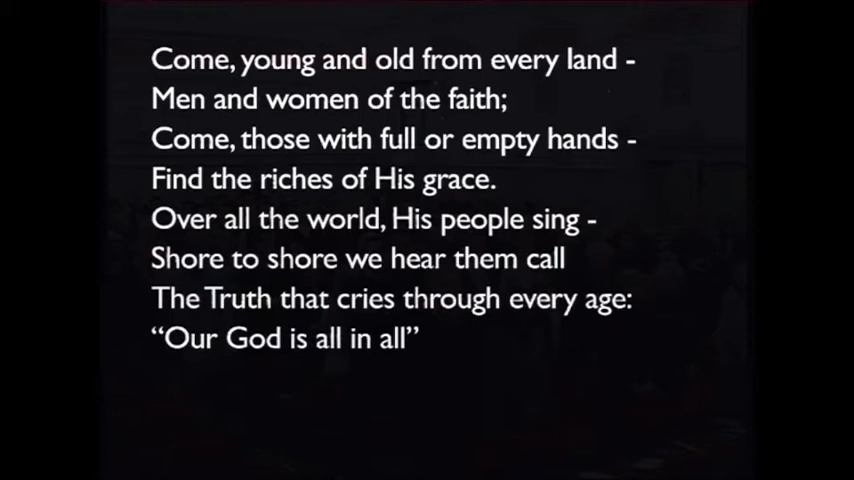 Come, young and old from every land -
Men and women of the faith;
Come, those with full or empty hands -
Find the riches of His grace.
Over all the world, His people sing -
Shore to shore we hear them call
The Truth that cries through every age:
“Our God is all in all”